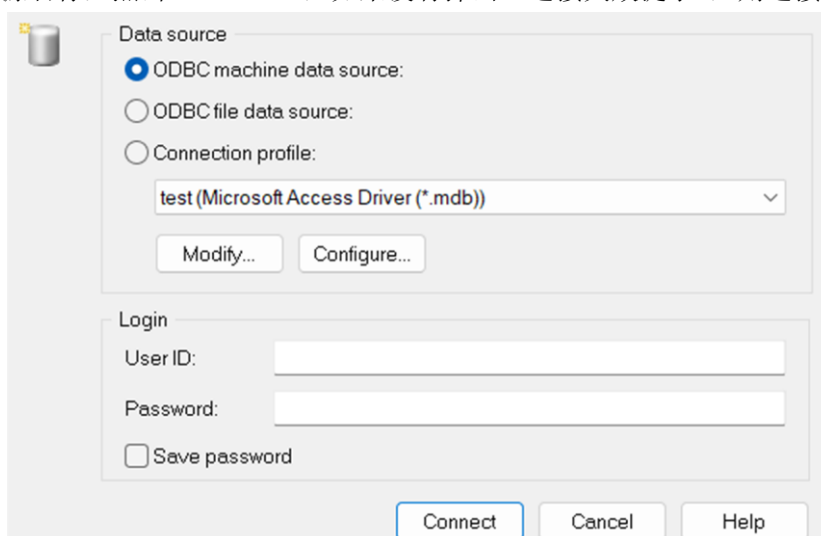 Data source
ODBC machine data source:
ODBC file data source:
Connection profile:
test (Microsoft Access Driver (*.mdb))
Modify...
Configure...
Login
User ID:
Password:
Save password
Connect
Cancel
Help